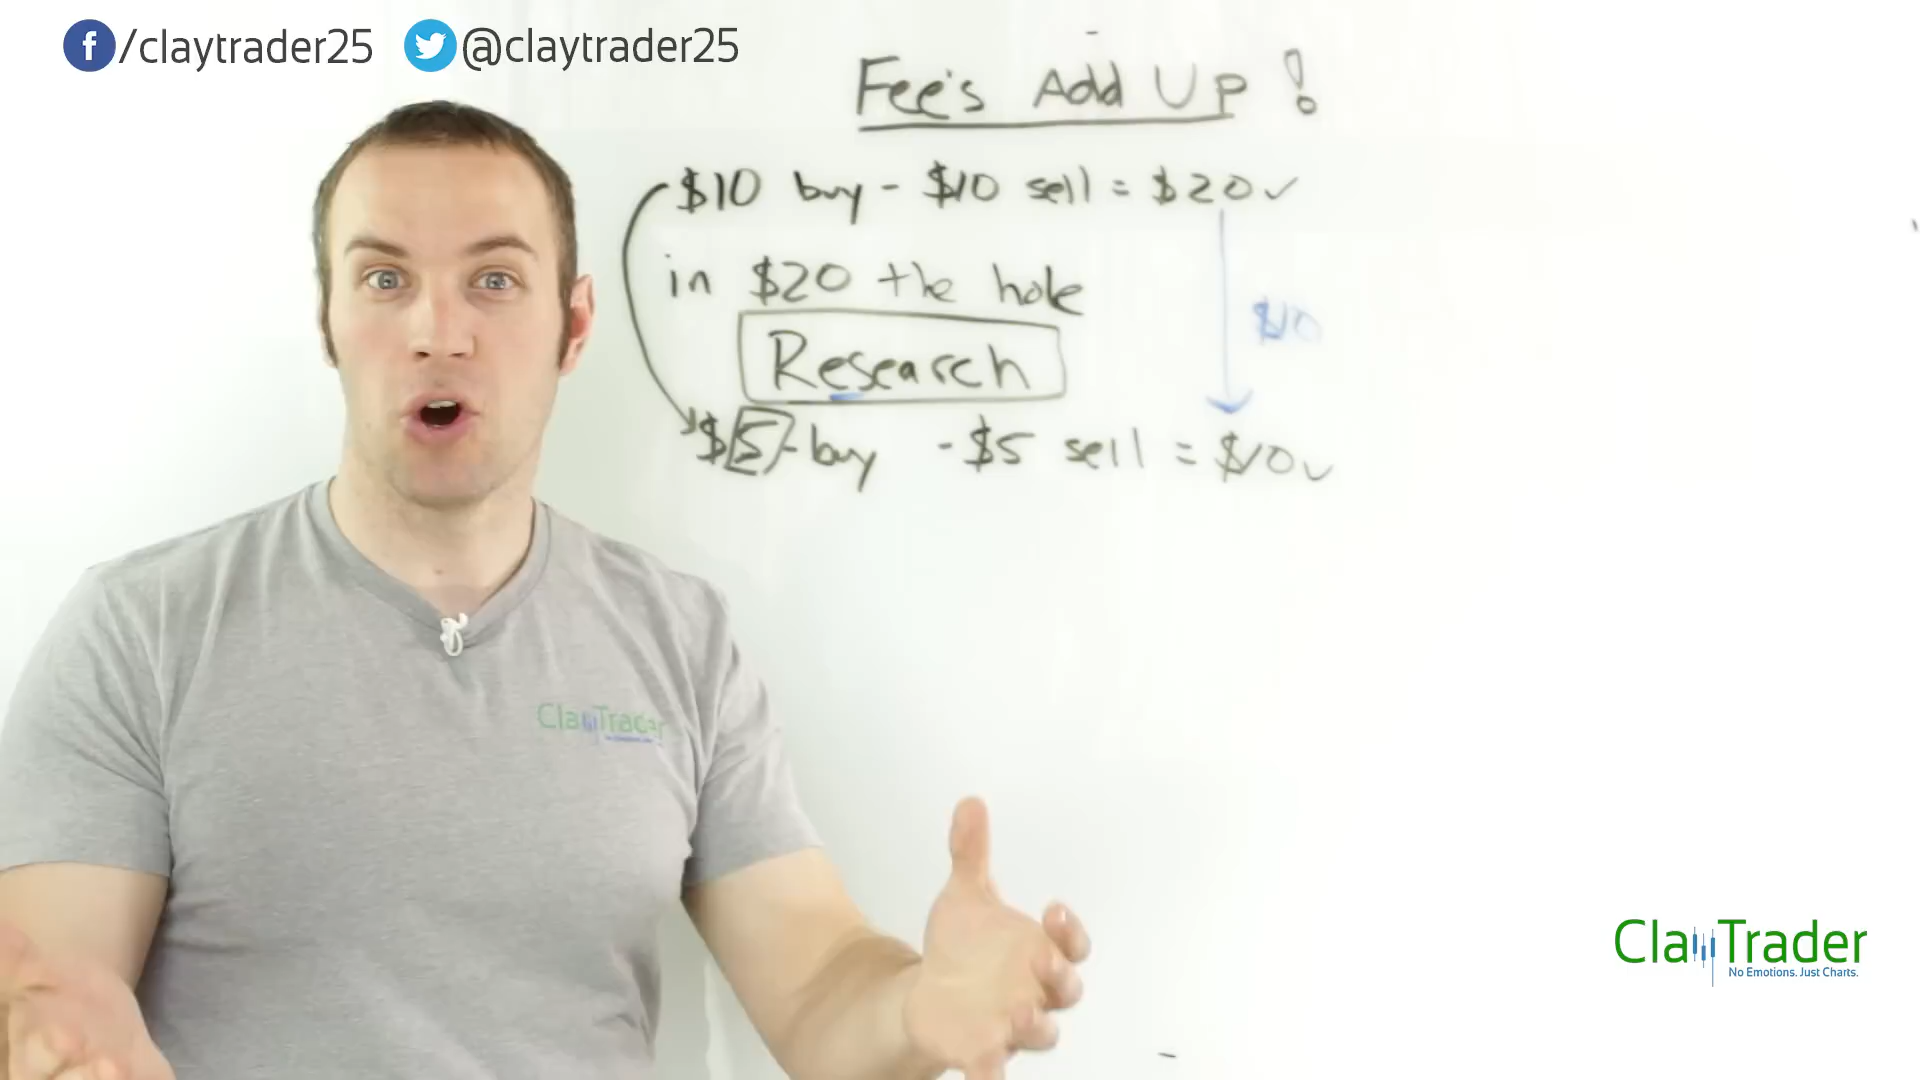 f /claytrader25 @claytrader25
Fee's Add Up!
$10 buy - $10 sell = $20 ✓
in $20 the hole
$10
Research
$5 - buy - $5 sell = $10 ✓
ClayTrader
ClayTrader
No Emotions. Just Charts.